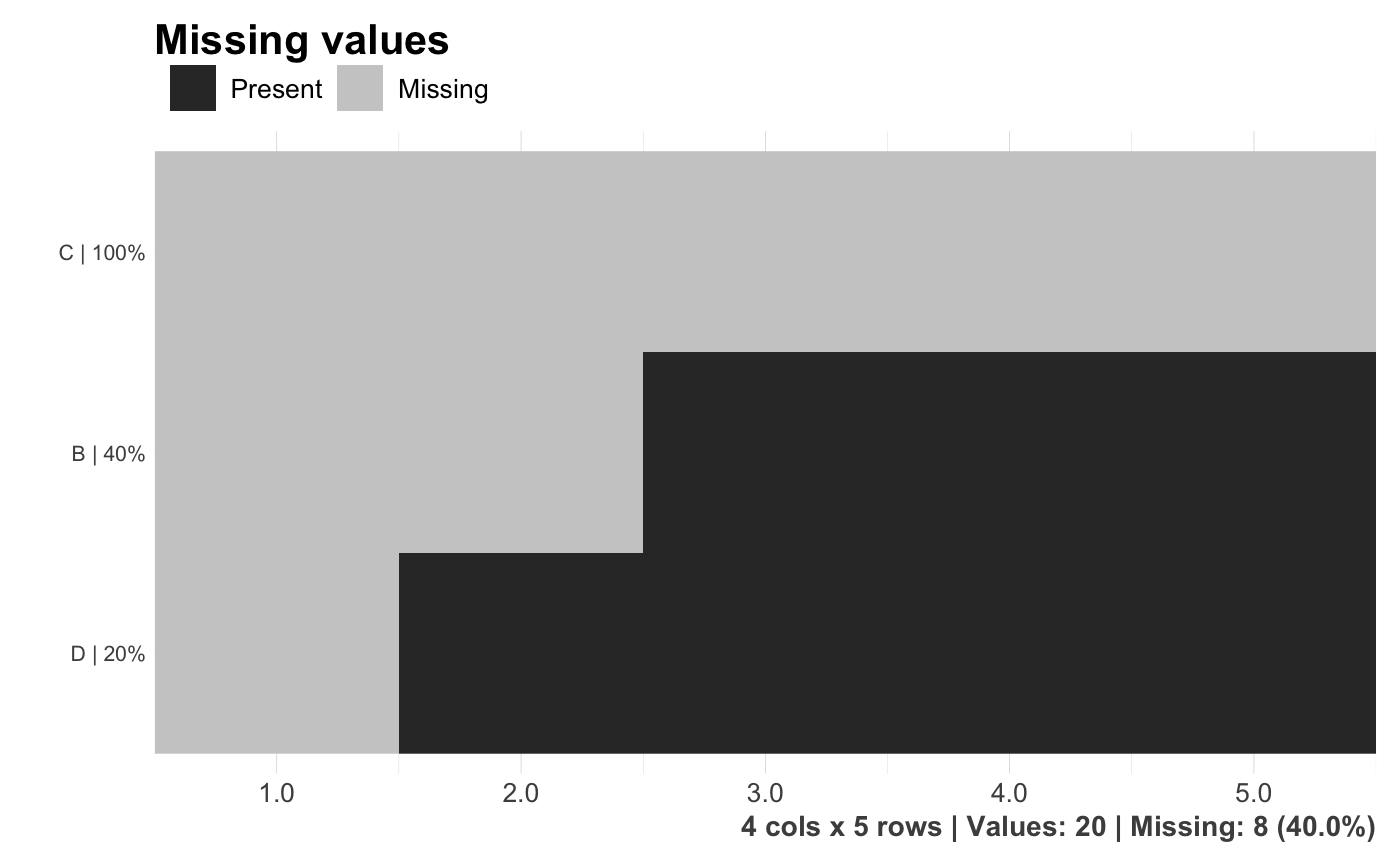 Missing values
Present Missing
C | 100%
B | 40%
D | 20%
1.0 2.0 3.0 4.0 5.0
4 cols x 5 rows | Values: 20 | Missing: 8 (40.0%)